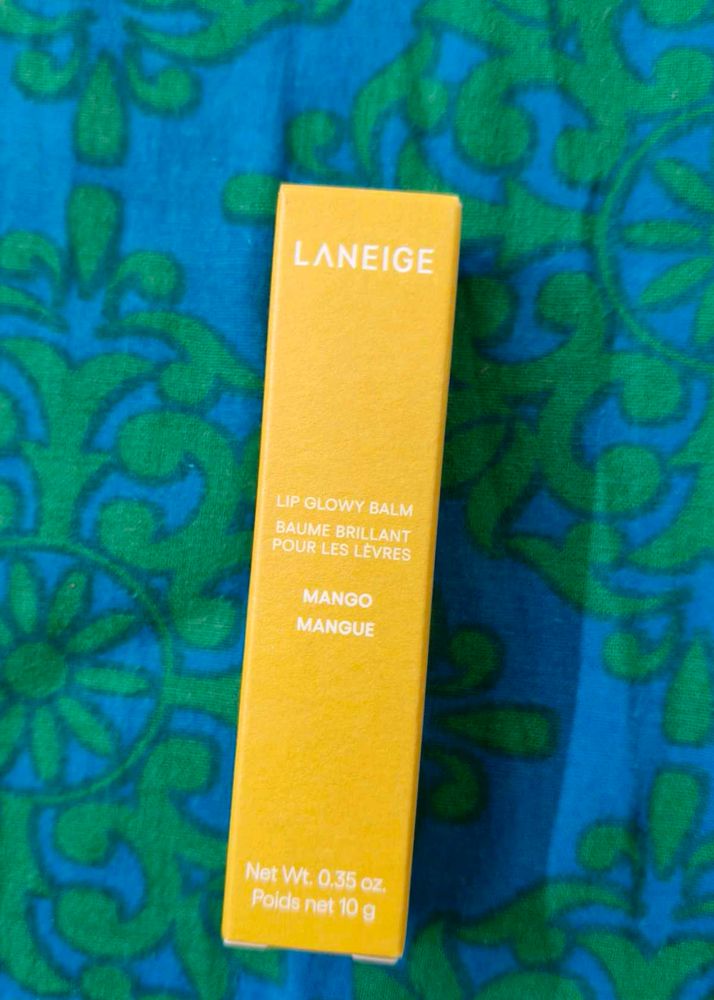 LANEIGE
LIP GLOWY BALM
BAUME BRILLANT
POUR LES LÈVRES
MANGO
MANGUE
Net Wt. 0.35 oz.
Poids net 10 g